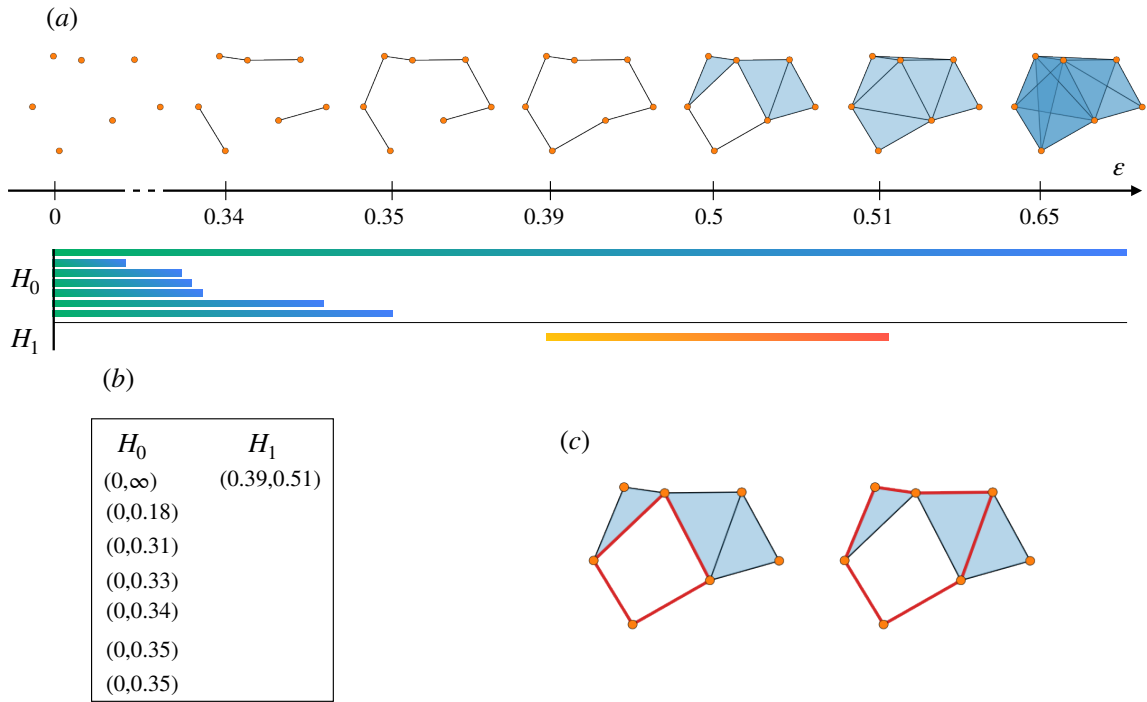 (a)
ε
0 0.34 0.35 0.39 0.5 0.51 0.65
H₀
H₁
(b)
H₀ H₁
(0,∞) (0.39,0.51)
(0,0.18)
(0,0.31)
(0,0.33)
(0,0.34)
(0,0.35)
(0,0.35)
(c)